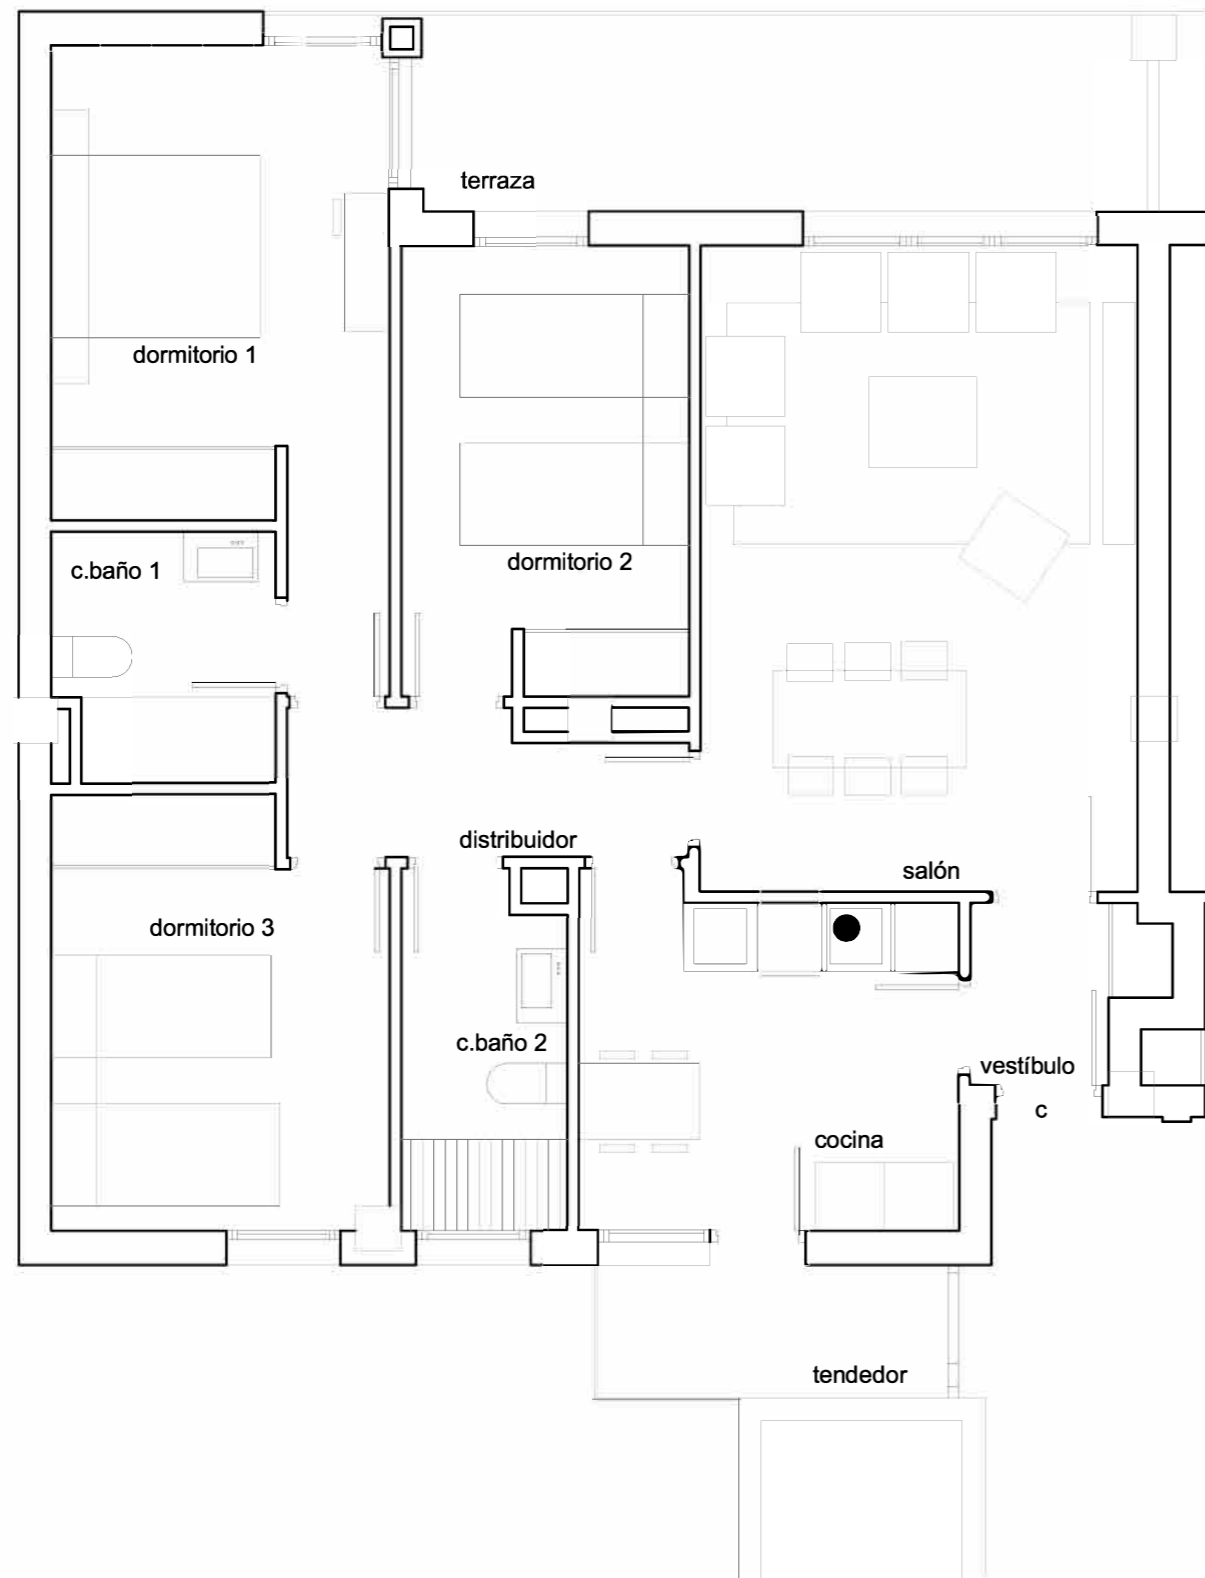 terraza
dormitorio 1
dormitorio 2
c.baño 1
distribuidor
salón
dormitorio 3
c.baño 2
vestíbulo
c
cocina
tendedor